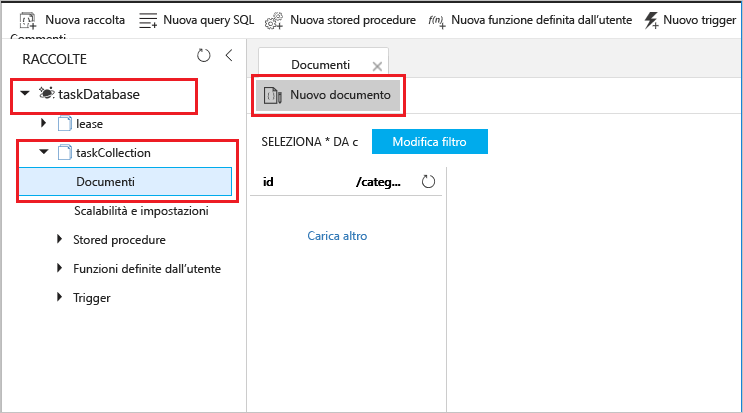 Nuova raccolta Nuova query SQL Nuova stored procedure f(n) Nuova funzione definita dall'utente Nuovo trigger
Commenti
RACCOLTE
taskDatabase
lease
taskCollection
Documenti
Scalabilità e impostazioni
Stored procedure
Funzioni definite dall'utente
Trigger
Documenti
Nuovo documento
SELEZIONA * DA c Modifica filtro
id /categ...
Carica altro